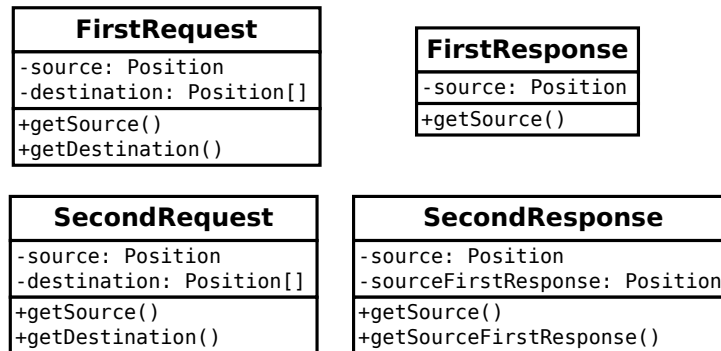 FirstRequest
-source: Position
-destination: Position[]
+getSource()
+getDestination()
FirstResponse
-source: Position
+getSource()
SecondRequest
-source: Position
-destination: Position[]
+getSource()
+getDestination()
SecondResponse
-source: Position
-sourceFirstResponse: Position
+getSource()
+getSourceFirstResponse()